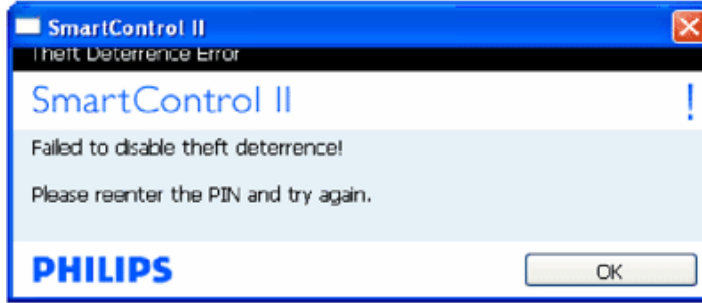 SmartControl II
Theft Deterrence Error
SmartControl II
!
Failed to disable theft deterrence!
Please reenter the PIN and try again.
PHILIPS
OK